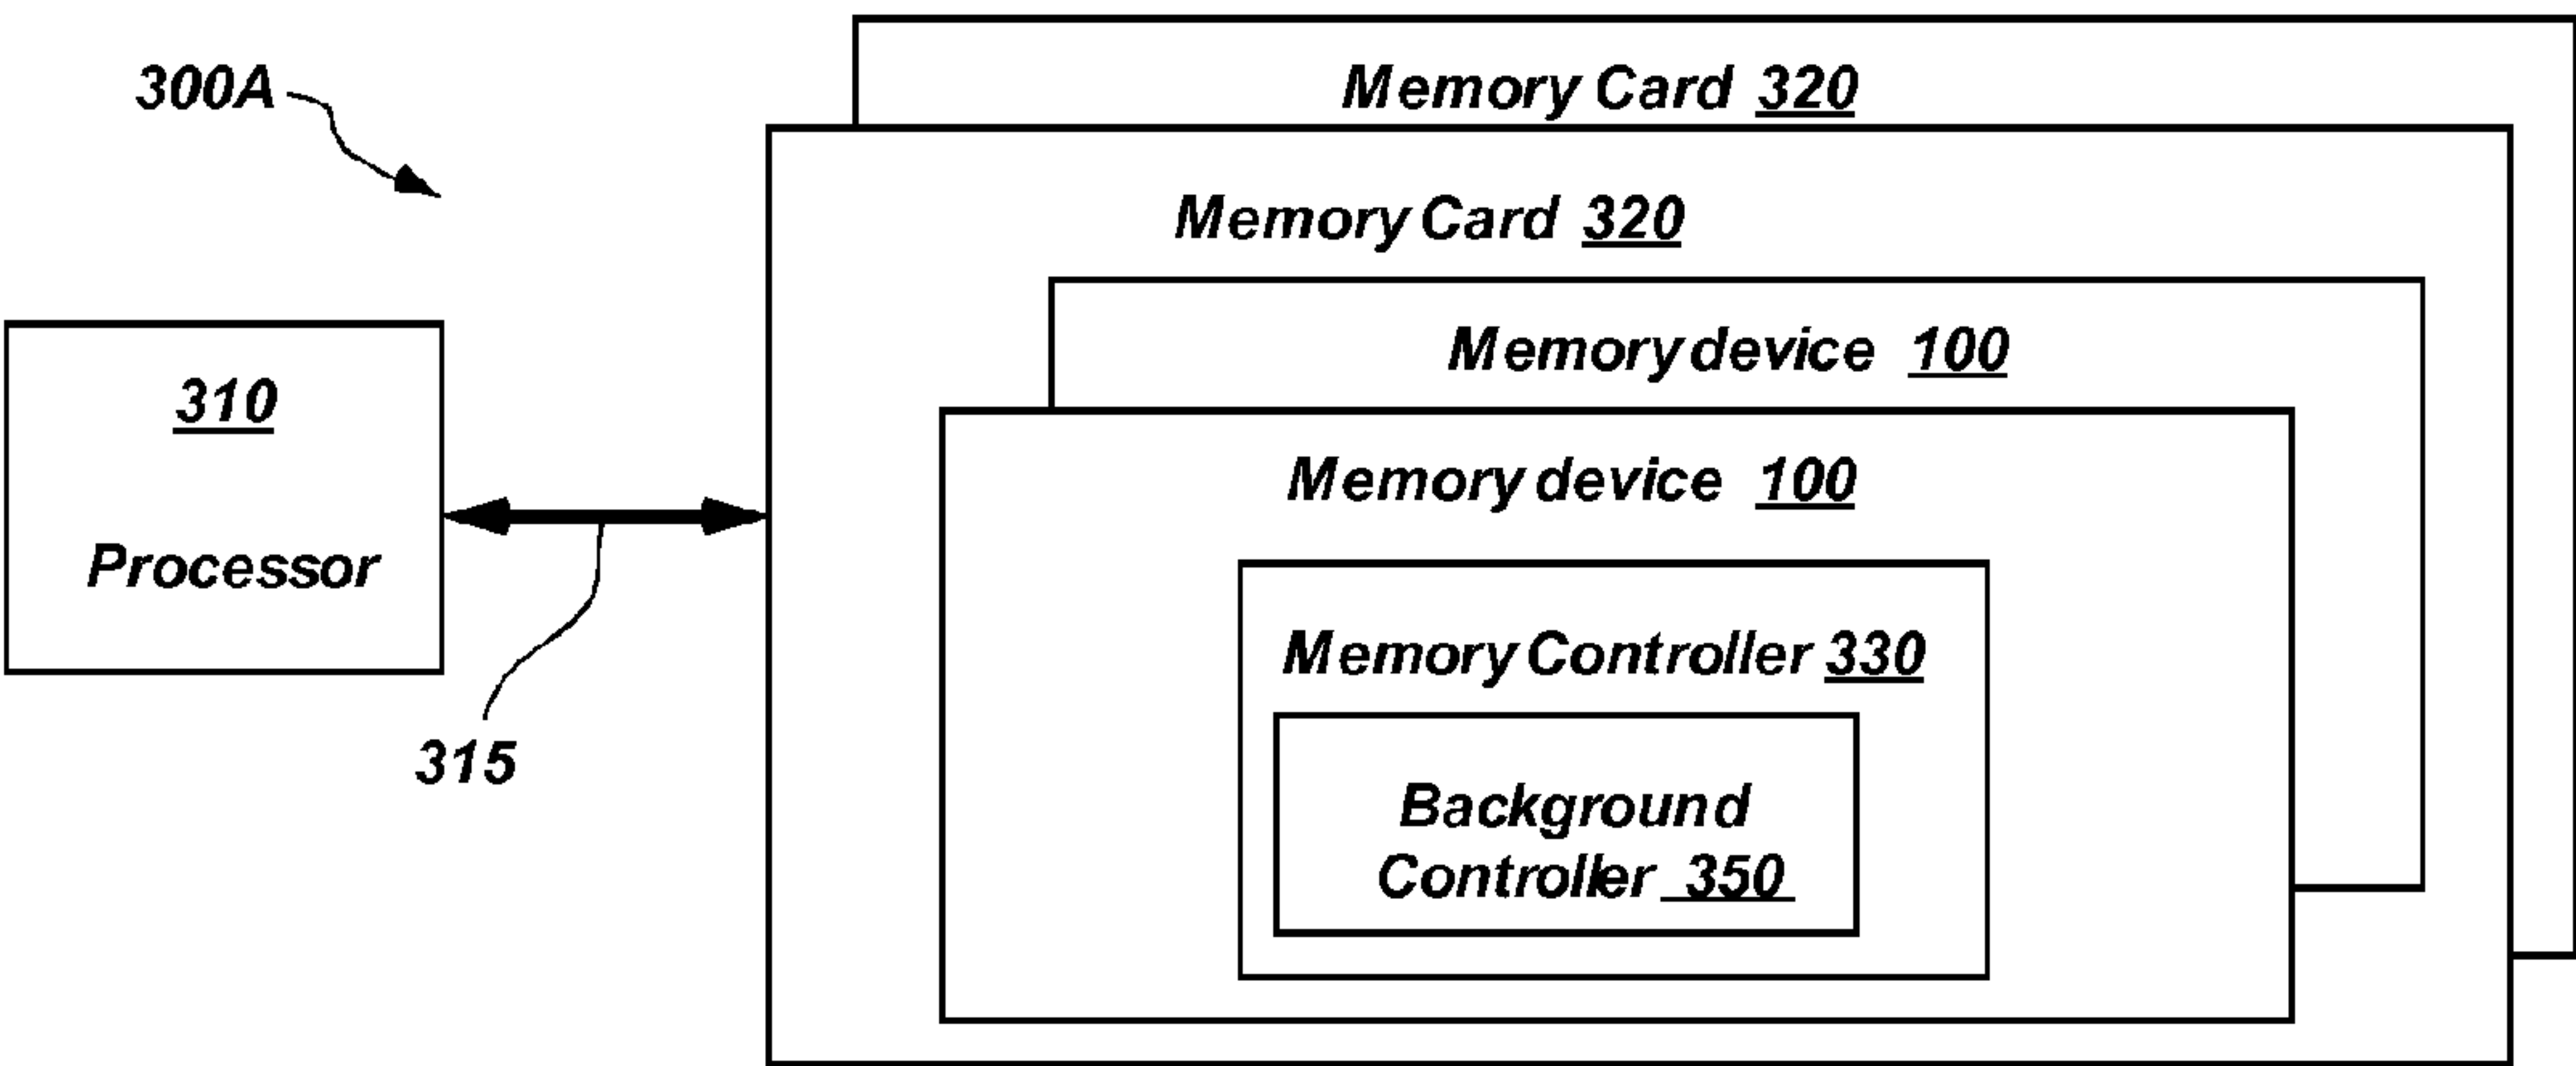 300A
Memory Card 320
Memory Card 320
Memory device 100
310
Memory device 100
Processor
Memory Controller 330
315
Background
Controller 350